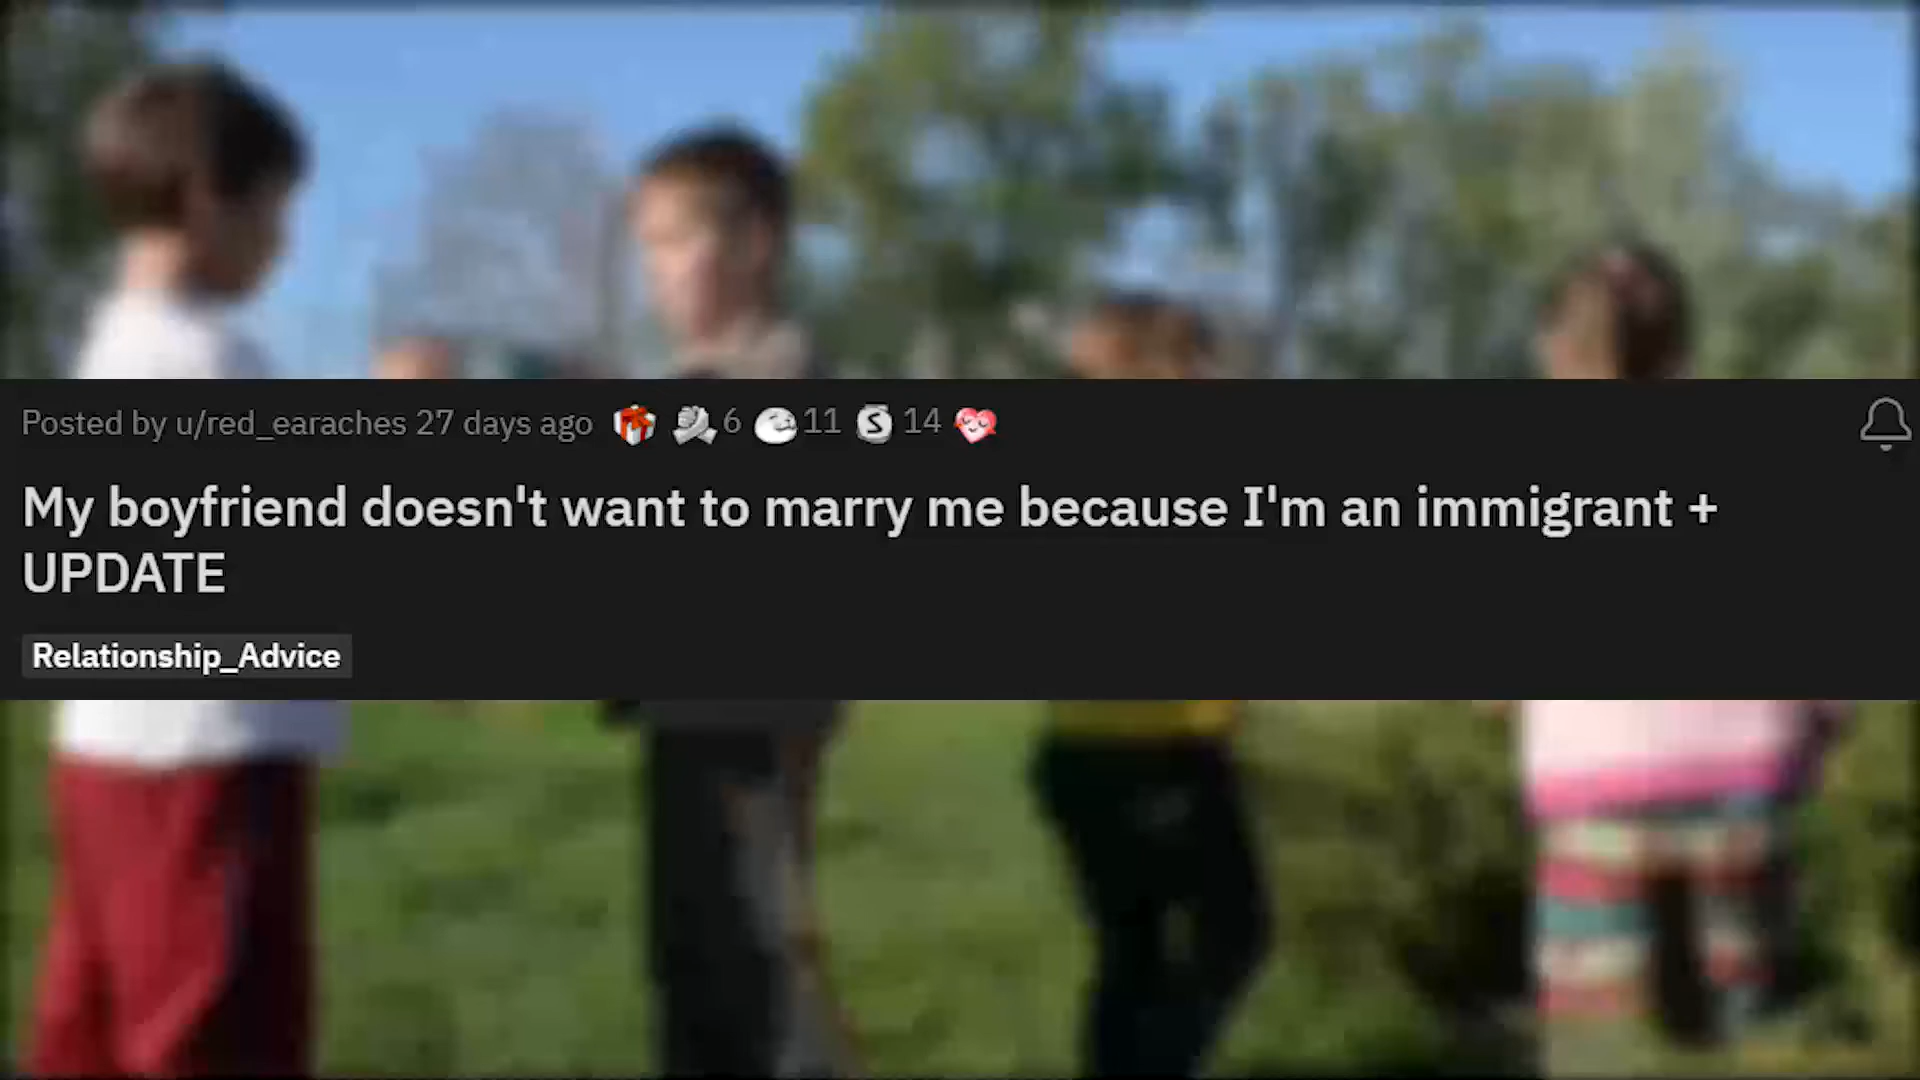 Posted by u/red_earaches 27 days ago 6 11 S 14
My boyfriend doesn't want to marry me because I'm an immigrant +
UPDATE
Relationship_Advice